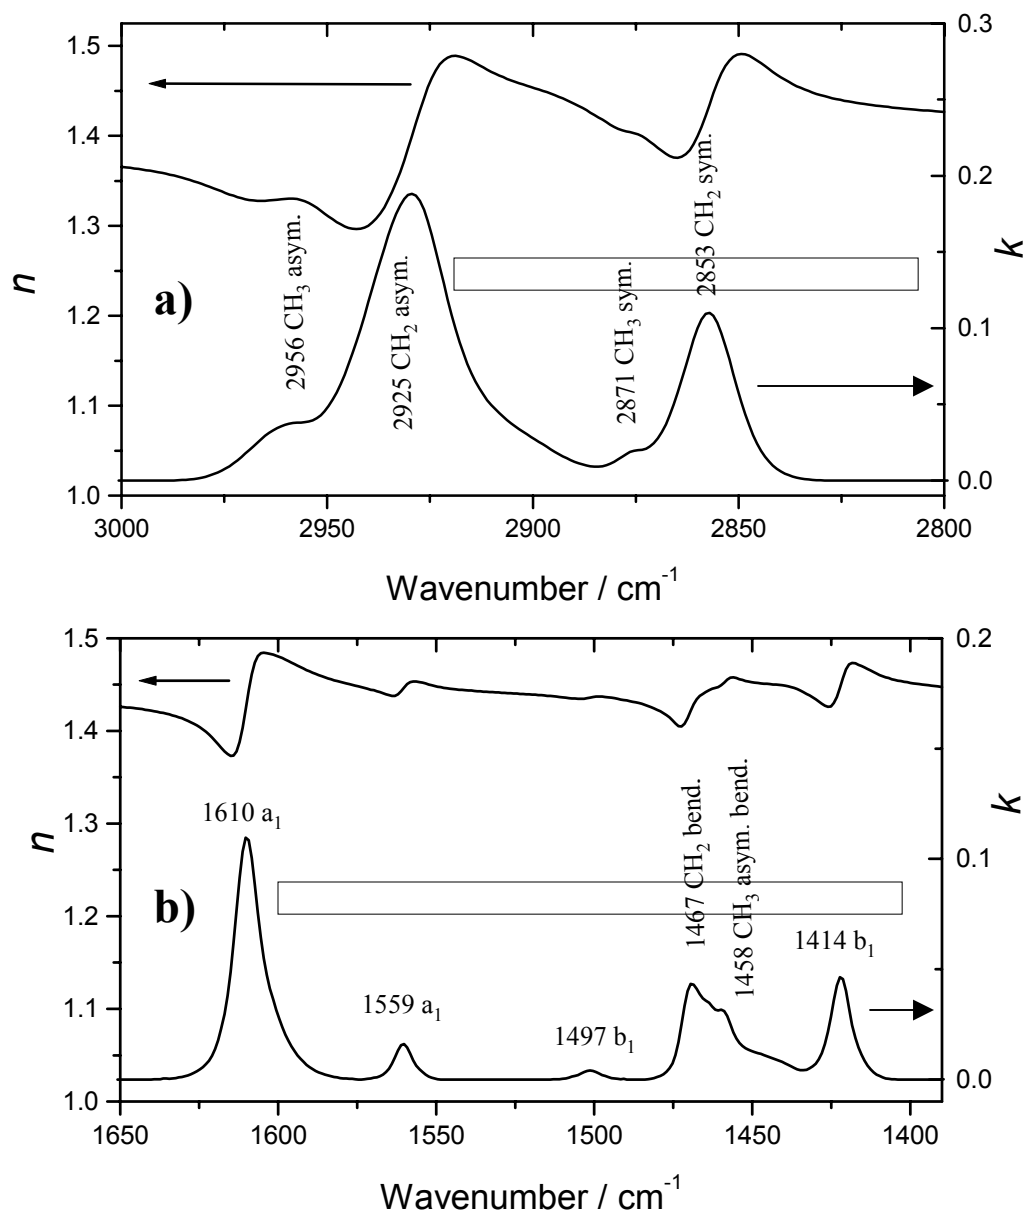 1.5
1.4
1.3
1.2
1.1
1.0
n
a)
2956 CH3 asym.
2925 CH2 asym.
2871 CH3 sym.
2853 CH2 sym.
0.3
0.2
0.1
0.0
k
3000
2950
2900
2850
2800
Wavenumber / cm-1
1.5
1.4
1.3
1.2
1.1
1.0
n
b)
1610 a1
1559 a1
1497 b1
1467 CH2 bend.
1458 CH3 asym. bend.
1414 b1
0.2
0.1
0.0
k
1650
1600
1550
1500
1450
1400
Wavenumber / cm-1